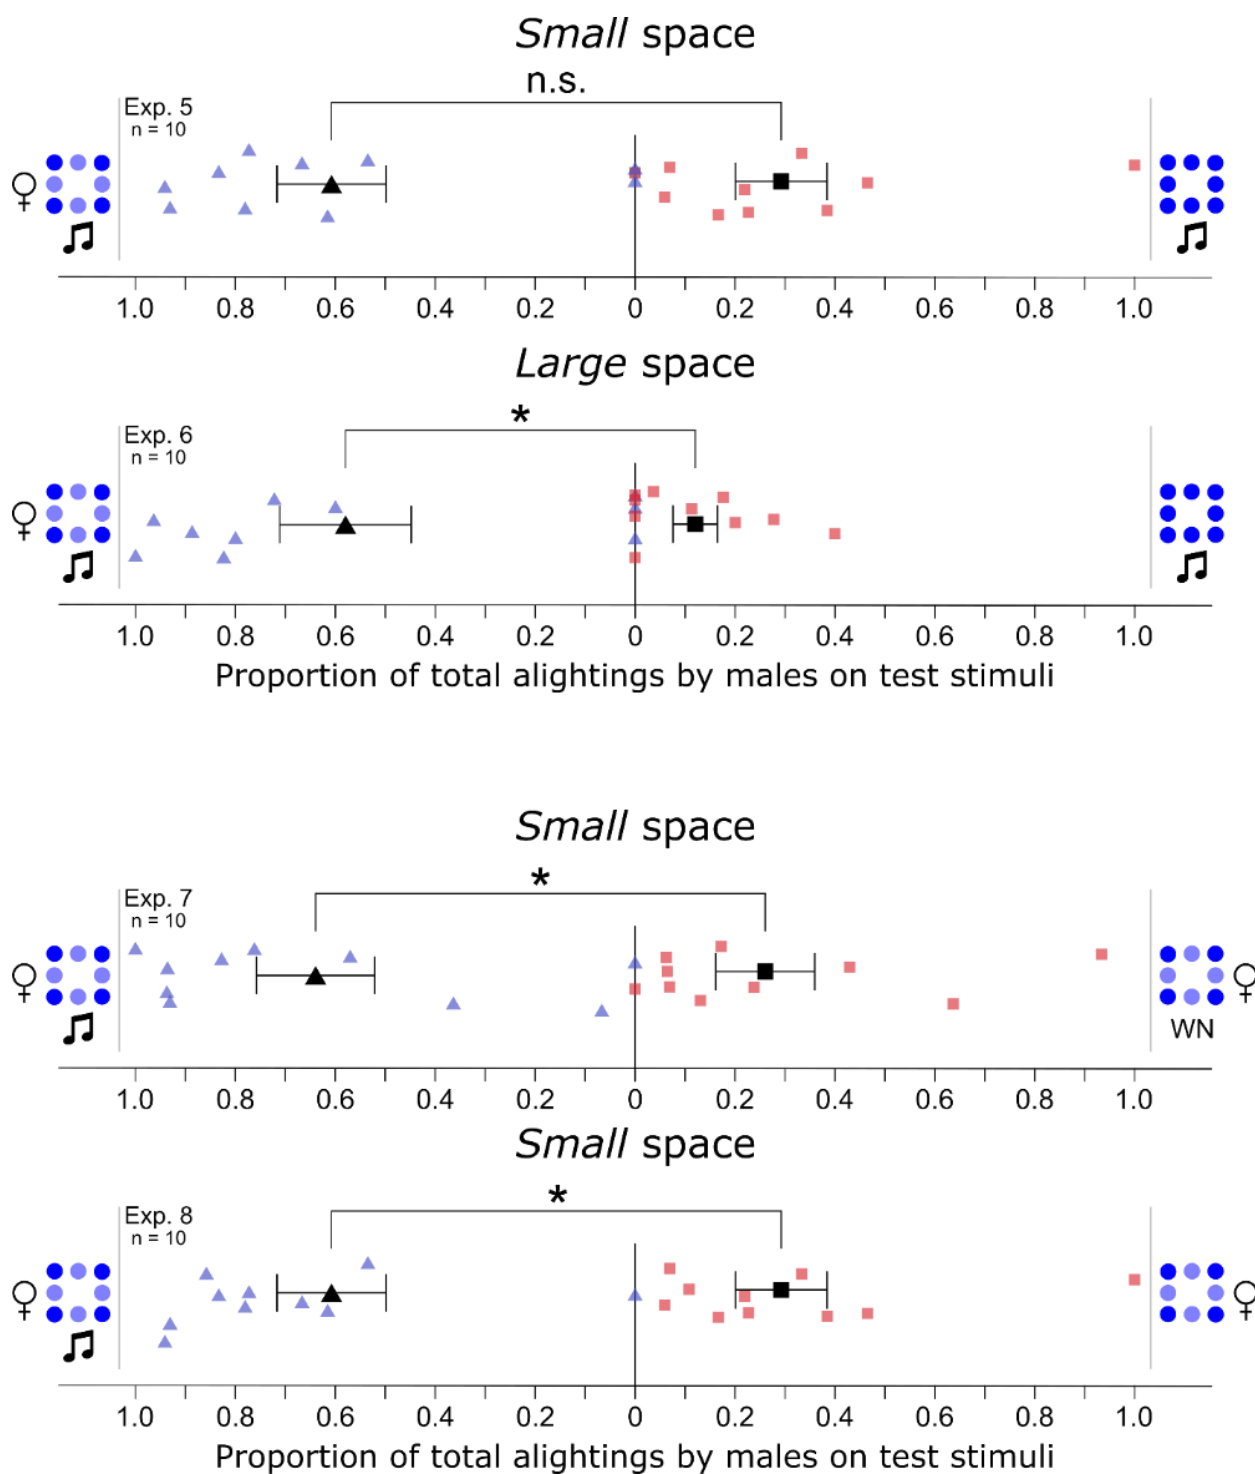 Small space
n.s.
Exp. 5
n = 10
♀
♀
1.0 0.8 0.6 0.4 0.2 0 0.2 0.4 0.6 0.8 1.0
Large space
*
Exp. 6
n = 10
1.0 0.8 0.6 0.4 0.2 0 0.2 0.4 0.6 0.8 1.0
Proportion of total alightings by males on test stimuli
Small space
*
Exp. 7
n = 10
WN
1.0 0.8 0.6 0.4 0.2 0 0.2 0.4 0.6 0.8 1.0
Small space
*
Exp. 8
n = 10
1.0 0.8 0.6 0.4 0.2 0 0.2 0.4 0.6 0.8 1.0
Proportion of total alightings by males on test stimuli